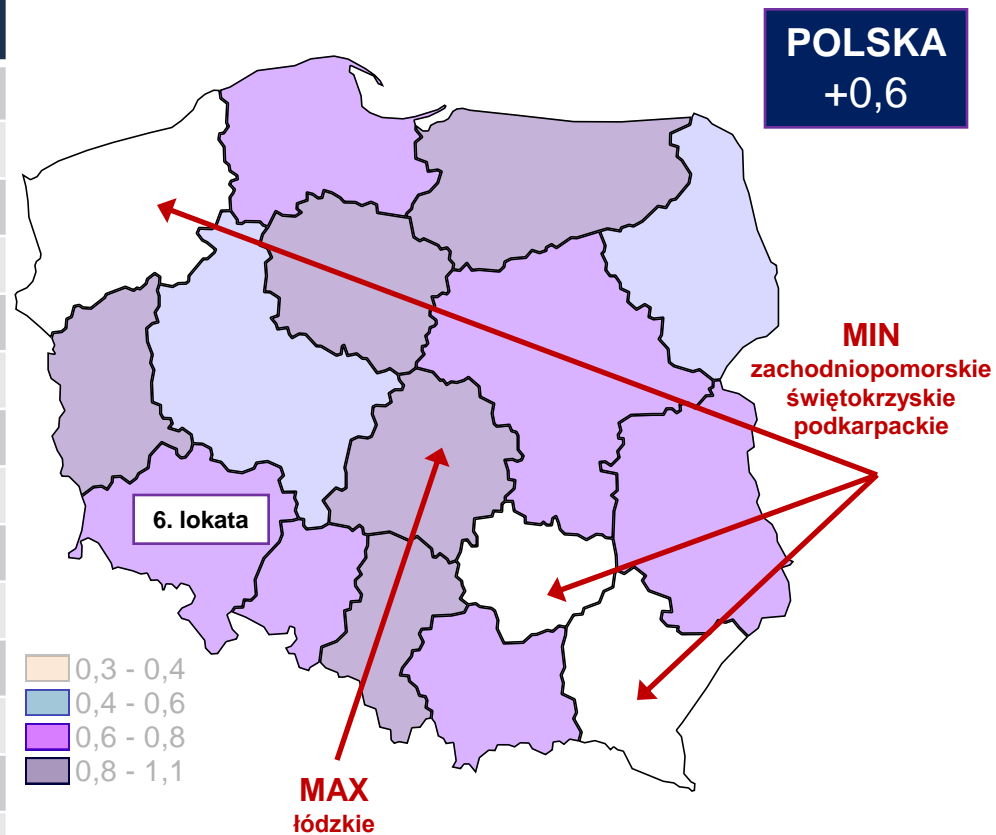 POLSKA
+0,6
MIN
zachodniopomorskie
świętokrzyskie
podkarpackie
6. lokata
0,3 - 0,4
0,4 - 0,6
0,6 - 0,8
0,8 - 1,1
MAX
łódzkie